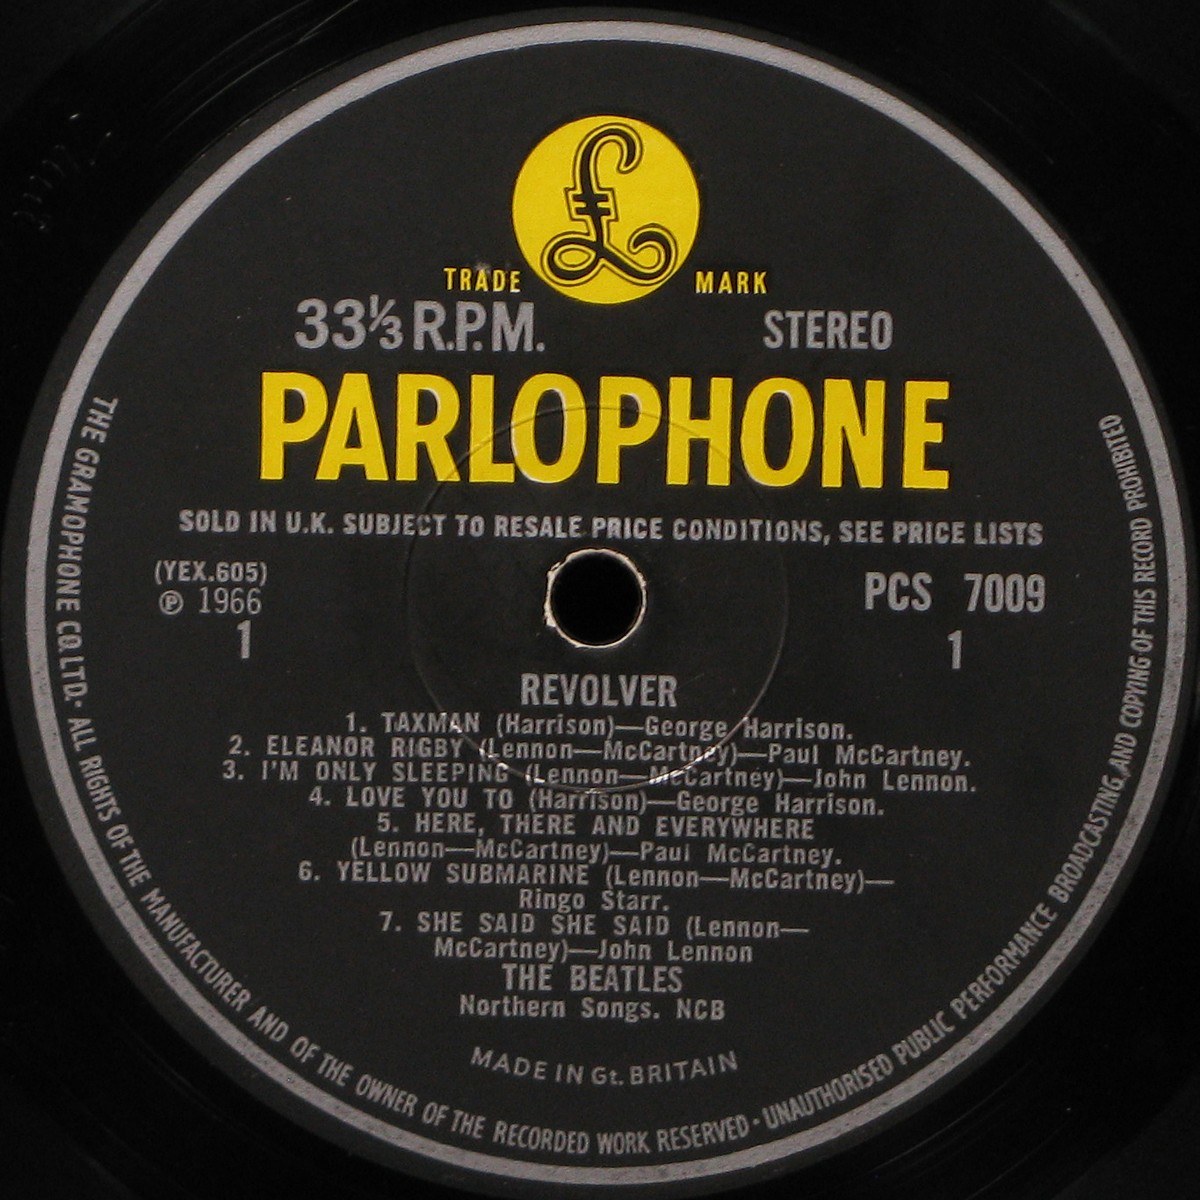 £
TRADE MARK
33⅓ R.P.M. STEREO
PARLOPHONE
SOLD IN U.K. SUBJECT TO RESALE PRICE CONDITIONS, SEE PRICE LISTS
(YEX.605) PCS 7009
℗ 1966
1 1
REVOLVER
1. TAXMAN (Harrison)—George Harrison.
2. ELEANOR RIGBY (Lennon—McCartney)—Paul McCartney.
3. I'M ONLY SLEEPING (Lennon—McCartney)—John Lennon.
4. LOVE YOU TO (Harrison)—George Harrison.
5. HERE, THERE AND EVERYWHERE
(Lennon—McCartney)—Paul McCartney.
6. YELLOW SUBMARINE (Lennon—McCartney)—
Ringo Starr.
7. SHE SAID SHE SAID (Lennon—
McCartney)—John Lennon
THE BEATLES
Northern Songs. NCB
MADE IN Gt. BRITAIN
THE GRAMOPHONE CO. LTD. · ALL RIGHTS OF THE MANUFACTURER AND OF THE OWNER OF THE RECORDED WORK RESERVED · UNAUTHORISED PUBLIC PERFORMANCE BROADCASTING AND COPYING OF THIS RECORD PROHIBITED